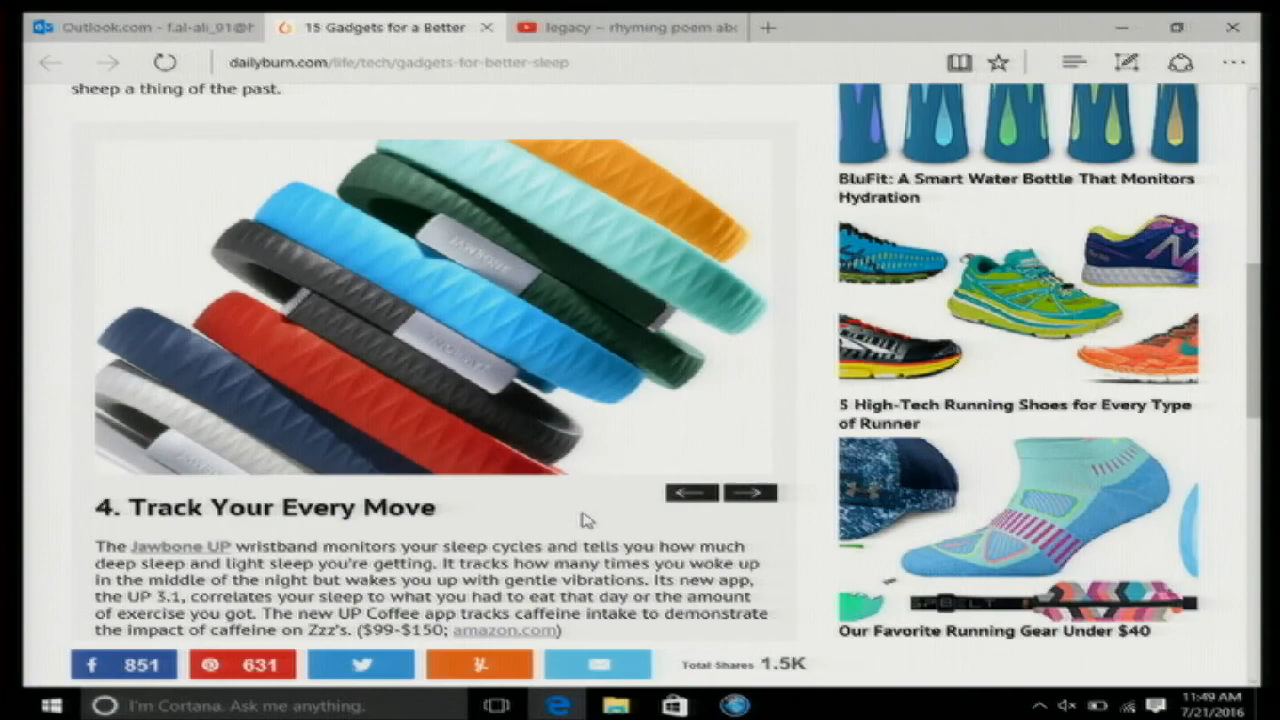 Outlook.com - f.al-ali_91@h
15 Gadgets for a Better
legacy - rhyming poem abo
dailyburn.com/life/tech/gadgets-for-better-sleep
sheep a thing of the past.
JAWBONE
JAWBONE
JAWBONE
4. Track Your Every Move
The Jawbone UP wristband monitors your sleep cycles and tells you how much
deep sleep and light sleep you're getting. It tracks how many times you woke up
in the middle of the night but wakes you up with gentle vibrations. Its new app,
the UP 3.1, correlates your sleep to what you had to eat that day or the amount
of exercise you got. The new UP Coffee app tracks caffeine intake to demonstrate
the impact of caffeine on Zzz's. ($99-$150; amazon.com)
851
631
Total Shares 1.5K
BluFit: A Smart Water Bottle That Monitors
Hydration
5 High-Tech Running Shoes for Every Type
of Runner
SPIBELT
Our Favorite Running Gear Under $40
I'm Cortana. Ask me anything.
11:49 AM
7/21/2016